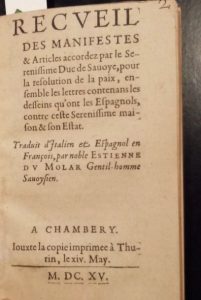 RECVEIL
DES MANIFESTES
& Articles accordez par le Se-
renissime Duc de Sauoye, pour
la resolution de la paix, en-
semble les lettres contenans les
desseins qu'ont les Espagnols,
contre ceste Serenissime mai-
son & son Estat.
Traduit d'Italien et Espagnol en
François, par noble ESTIENNE
DV MOLAR Gentil-homme
Sauoysien.
A CHAMBERY.
Iouxte la copie imprimee à Thu-
rin, le xiv. May.
M. DC. XV.